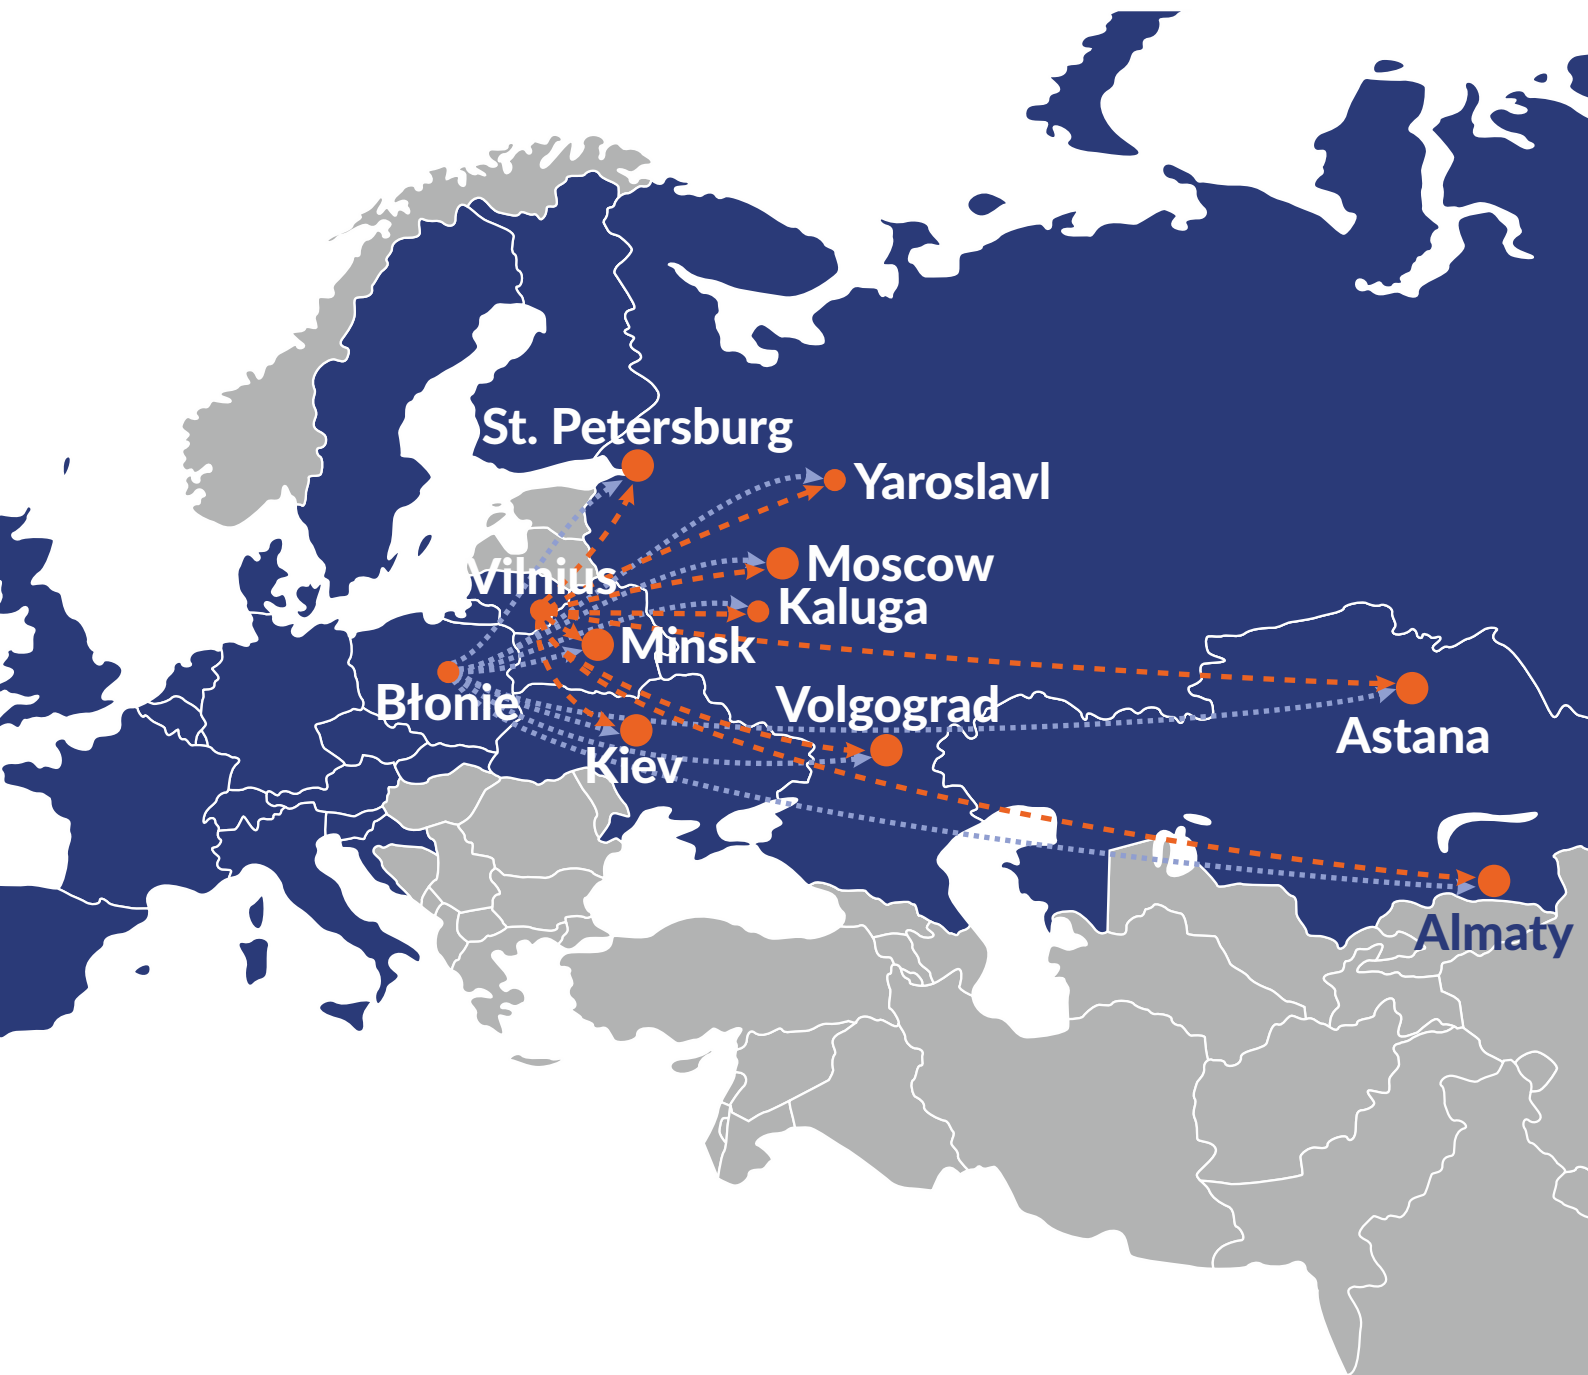 St. Petersburg
Yaroslavl
Moscow
Vilnius
Kaluga
Minsk
Błonie
Volgograd
Astana
Kiev
Almaty